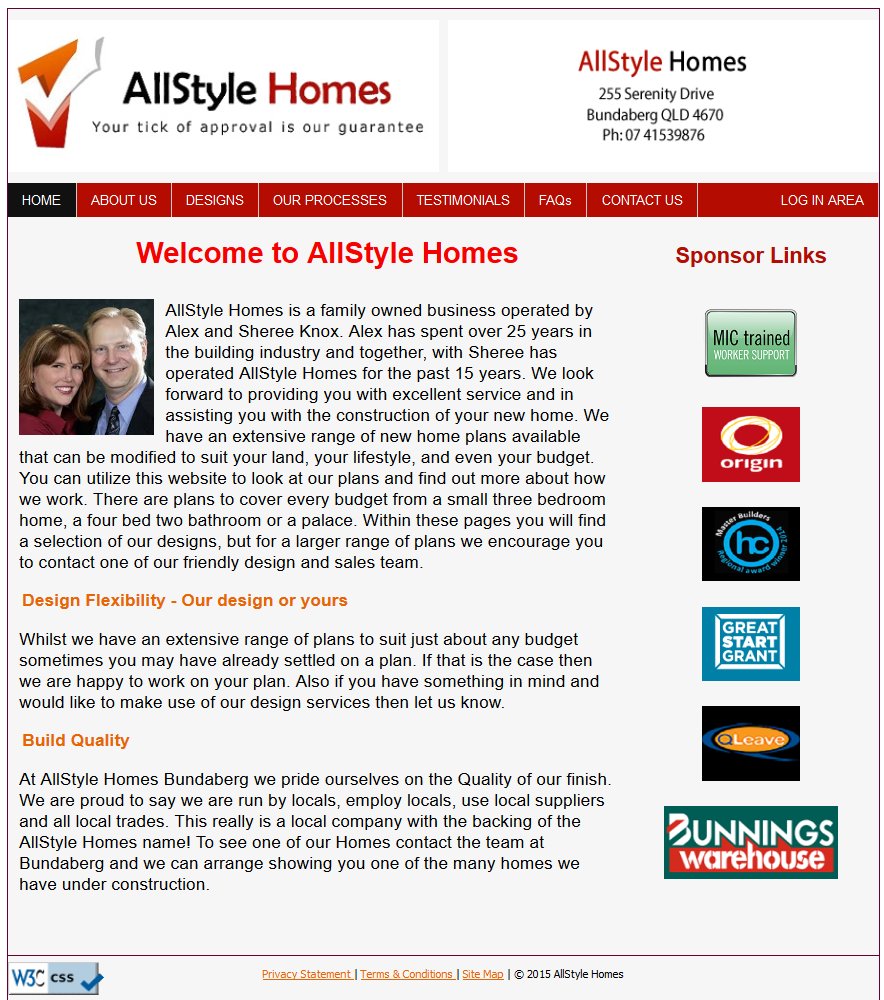 AllStyle Homes
Your tick of approval is our guarantee
AllStyle Homes
255 Serenity Drive
Bundaberg QLD 4670
Ph: 07 41539876
HOME ABOUT US DESIGNS OUR PROCESSES TESTIMONIALS FAQs CONTACT US LOG IN AREA
Welcome to AllStyle Homes
AllStyle Homes is a family owned business operated by
Alex and Sheree Knox. Alex has spent over 25 years in
the building industry and together, with Sheree has
operated AllStyle Homes for the past 15 years. We look
forward to providing you with excellent service and in
assisting you with the construction of your new home. We
have an extensive range of new home plans available
that can be modified to suit your land, your lifestyle, and even your budget.
You can utilize this website to look at our plans and find out more about how
we work. There are plans to cover every budget from a small three bedroom
home, a four bed two bathroom or a palace. Within these pages you will find
a selection of our designs, but for a larger range of plans we encourage you
to contact one of our friendly design and sales team.
Design Flexibility - Our design or yours
Whilst we have an extensive range of plans to suit just about any budget
sometimes you may have already settled on a plan. If that is the case then
we are happy to work on your plan. Also if you have something in mind and
would like to make use of our design services then let us know.
Build Quality
At AllStyle Homes Bundaberg we pride ourselves on the Quality of our finish.
We are proud to say we are run by locals, employ locals, use local suppliers
and all local trades. This really is a local company with the backing of the
AllStyle Homes name! To see one of our Homes contact the team at
Bundaberg and we can arrange showing you one of the many homes we
have under construction.
Sponsor Links
MIC trained
WORKER SUPPORT
origin
Master Builders
hc
Regional award winner 2014
GREAT
START
GRANT
QLeave
BUNNINGS
warehouse
W3C css
Privacy Statement | Terms & Conditions | Site Map | © 2015 AllStyle Homes